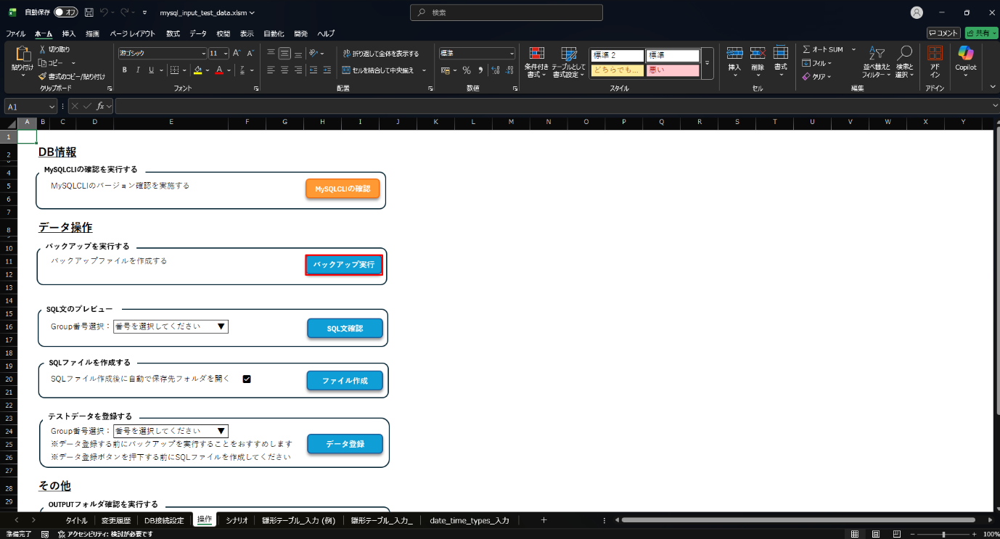 自動保存 オフ mysql_input_test_data.xlsm 検索
ファイル ホーム 挿入 描画 ページ レイアウト 数式 データ 校閲 表示 自動化 開発 ヘルプ コメント 共有
貼り付け 切り取り コピー 書式のコピー/貼り付け
クリップボード
游ゴシック 11
B I U
フォント
折り返して全体を表示する
セルを結合して中央揃え
配置
標準
数値
条件付き書式 テーブルとして書式設定
標準 2 標準
どちらでも... 悪い
スタイル
挿入 削除 書式
セル
Σ オート SUM
フィル
クリア
並べ替えとフィルター 検索と選択
編集
アドイン
アドイン
Copilot
A1 fx
A B C D E F G H I J K L M N O P Q R S T U V W X Y
1
2
4
5
6
7
8
10
11
12
13
14
15
16
17
18
19
20
21
22
23
24
25
26
27
28
29
DB情報
MySQLCLIの確認を実行する
MySQLCLIのバージョン確認を実施する MySQLCLIの確認
データ操作
バックアップを実行する
バックアップファイルを作成する バックアップ実行
SQL文のプレビュー
Group番号選択： 番号を選択してください ▼ SQL文確認
SQLファイルを作成する
SQLファイル作成後に自動で保存先フォルダを開く ファイル作成
テストデータを登録する
Group番号選択： 番号を選択してください ▼
※データ登録する前にバックアップを実行することをおすすめします データ登録
※データ登録ボタンを押下する前にSQLファイルを作成してください
その他
OUTPUTフォルダ確認を実行する
タイトル 変更履歴 DB接続設定 操作 シナリオ 雛形テーブル_入力 (例) 雛形テーブル_入力_ date_time_types_入力
準備完了 アクセシビリティ: 検討が必要です 100%